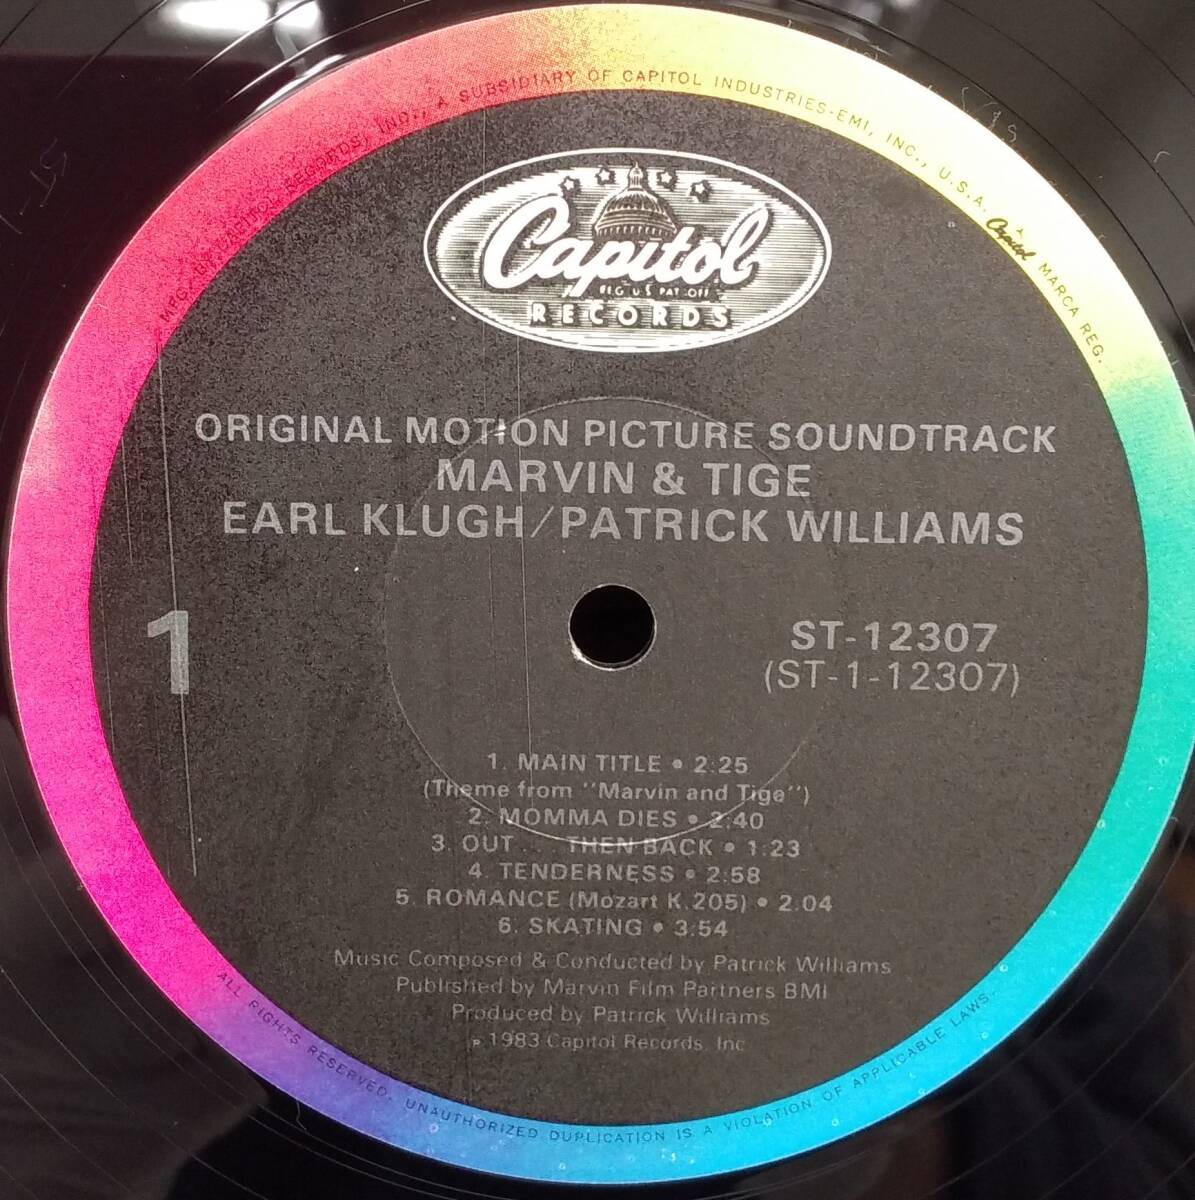 MFG. BY CAPITOL RECORDS, INC., A SUBSIDIARY OF CAPITOL INDUSTRIES-EMI, INC., U.S.A. Capitol MARCA REG.
Capitol
REG. U.S. PAT. OFF.
RECORDS
ORIGINAL MOTION PICTURE SOUNDTRACK
MARVIN & TIGE
EARL KLUGH/PATRICK WILLIAMS
1
ST-12307
(ST-1-12307)
1. MAIN TITLE • 2:25
(Theme from "Marvin and Tige")
2. MOMMA DIES • 2:40
3. OUT . . . THEN BACK • 1:23
4. TENDERNESS • 2:58
5. ROMANCE (Mozart K.205) • 2:04
6. SKATING • 3:54
Music Composed & Conducted by Patrick Williams
Published by Marvin Film Partners BMI
Produced by Patrick Williams
℗ 1983 Capitol Records, Inc.
ALL RIGHTS RESERVED. UNAUTHORIZED DUPLICATION IS A VIOLATION OF APPLICABLE LAWS.